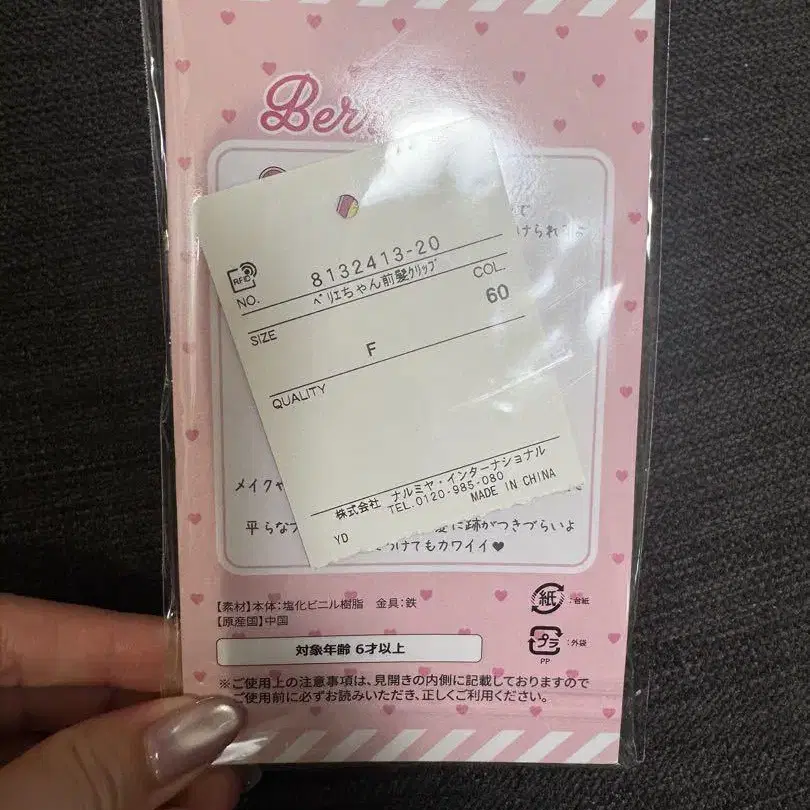 Ber
て
けられるよ
RFID
NO. 8132413-20
ベリエちゃん前髪クリップ
COL.
60
SIZE
F
QUALITY
株式会社 ナルミヤ・インターナショナル
TEL.0120-985-080
MADE IN CHINA
YD
メイクや
平らな
に跡がつきづらいよ
つけてもカワイイ♥
【素材】本体:塩化ビニル樹脂 金具:鉄
【原産国】中国
紙 :台紙
プラ :外袋
PP
対象年齢 6才以上
※ご使用上の注意事項は、見開きの内側に記載しておりますので
ご使用前に必ずお読みいただき、正しくご利用ください。